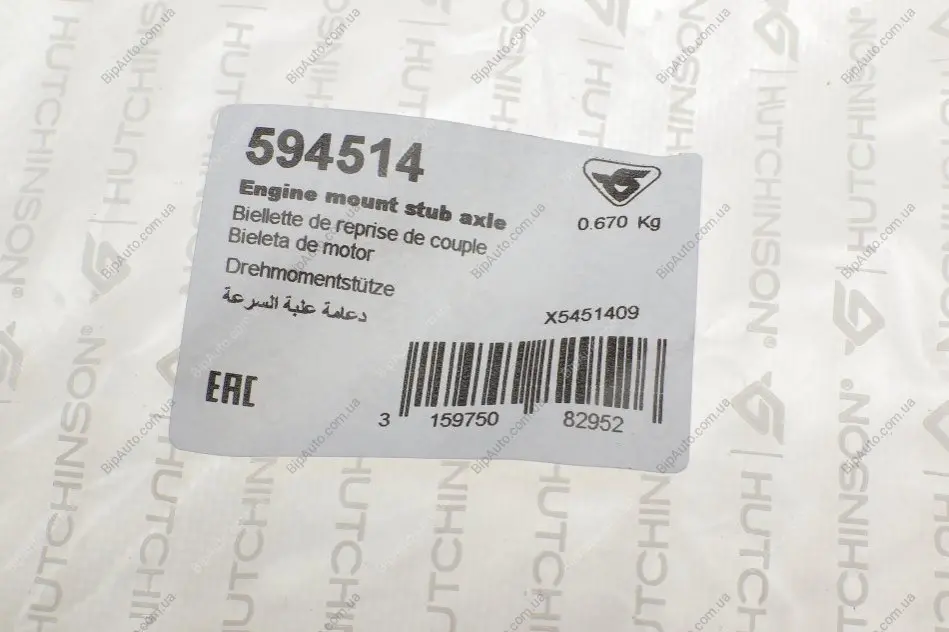 594514
Engine mount stub axle
Biellette de reprise de couple
Bieleta de motor
Drehmomentstütze
دعامة علبة السرعة
0.670 Kg
X5451409
EAC
3 159750 82952
HUTCHINSON®
BipAuto.com.ua